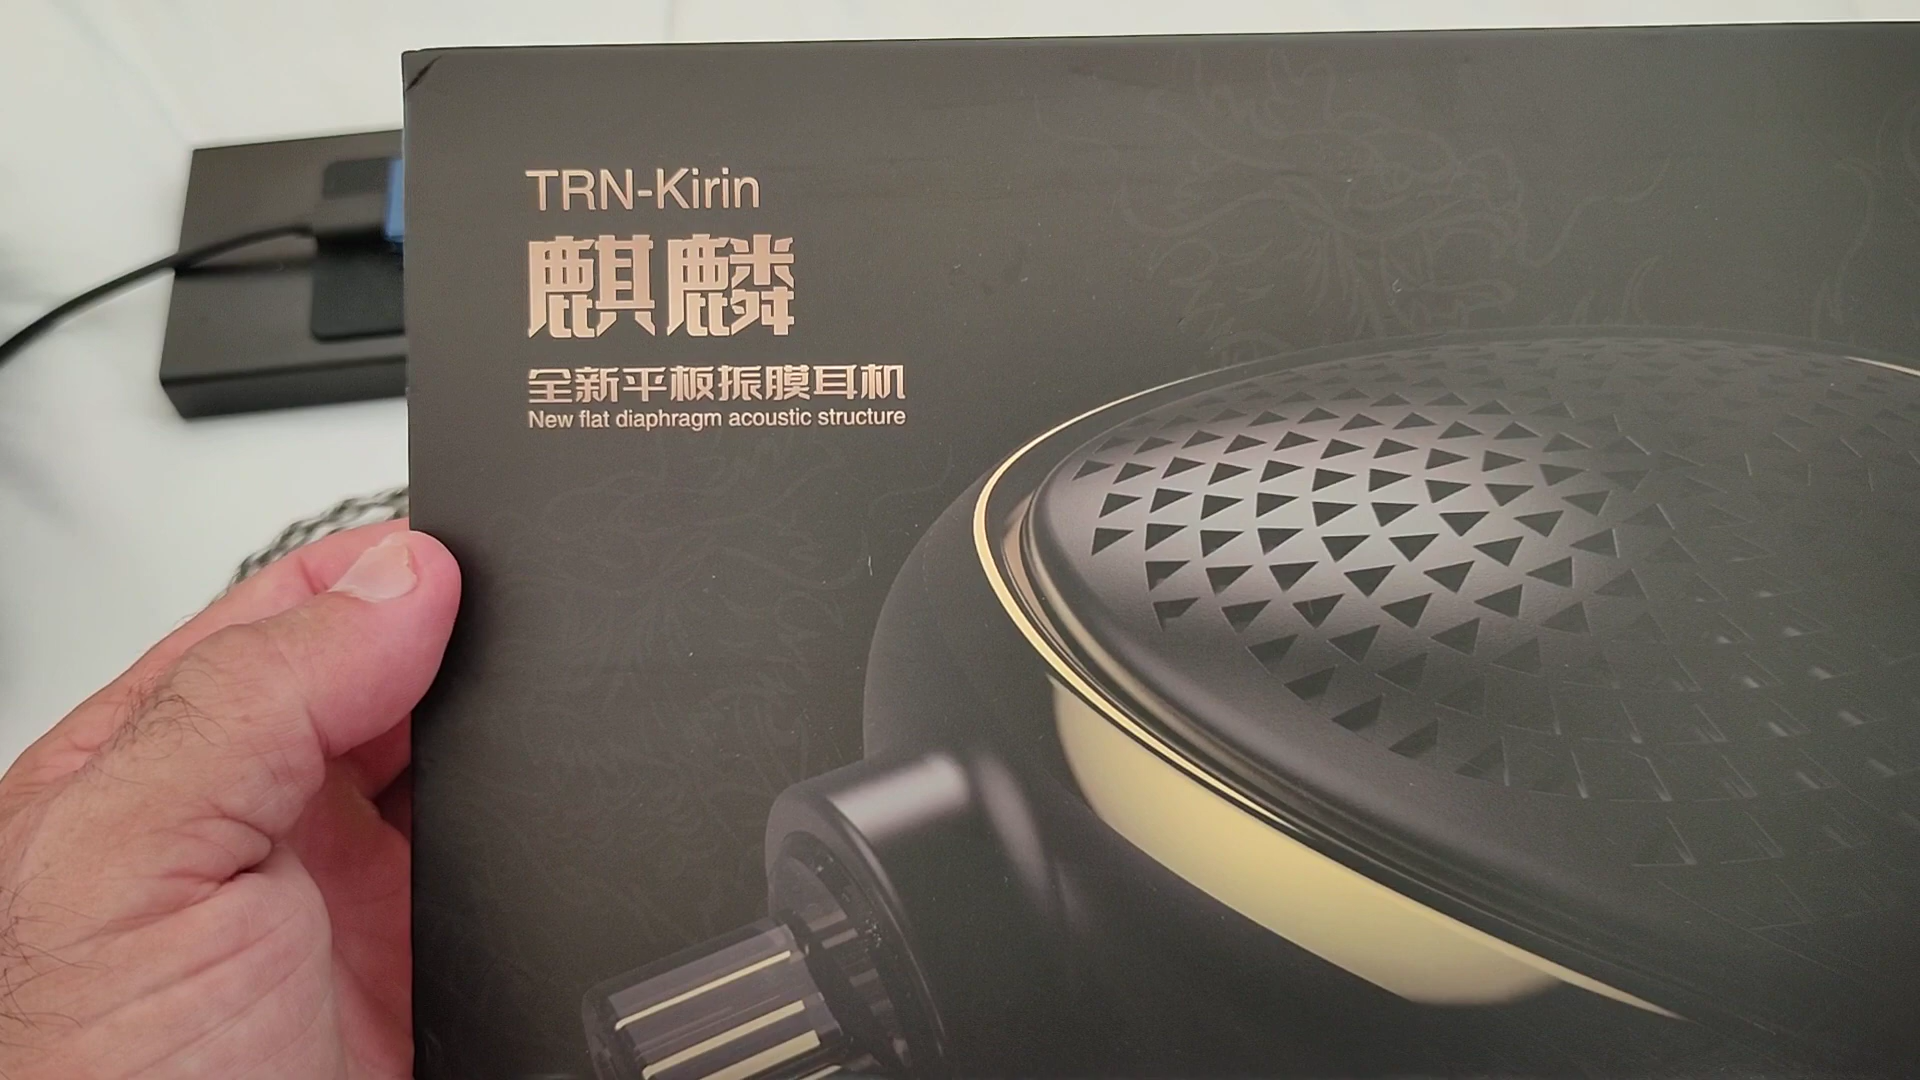 TRN-Kirin
麒麟
全新平板振膜耳机
New flat diaphragm acoustic structure